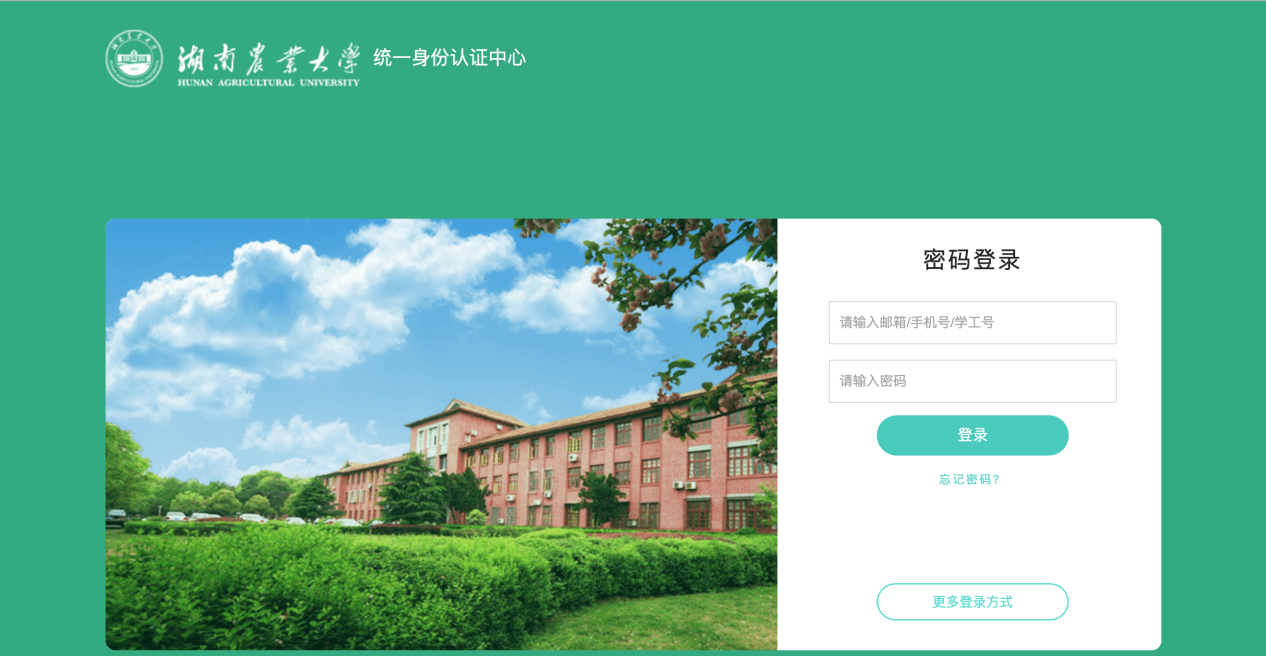 湖南农业大学 统一身份认证中心
HUNAN AGRICULTURAL UNIVERSITY
密码登录
请输入邮箱/手机号/学工号
请输入密码
登录
忘记密码?
更多登录方式